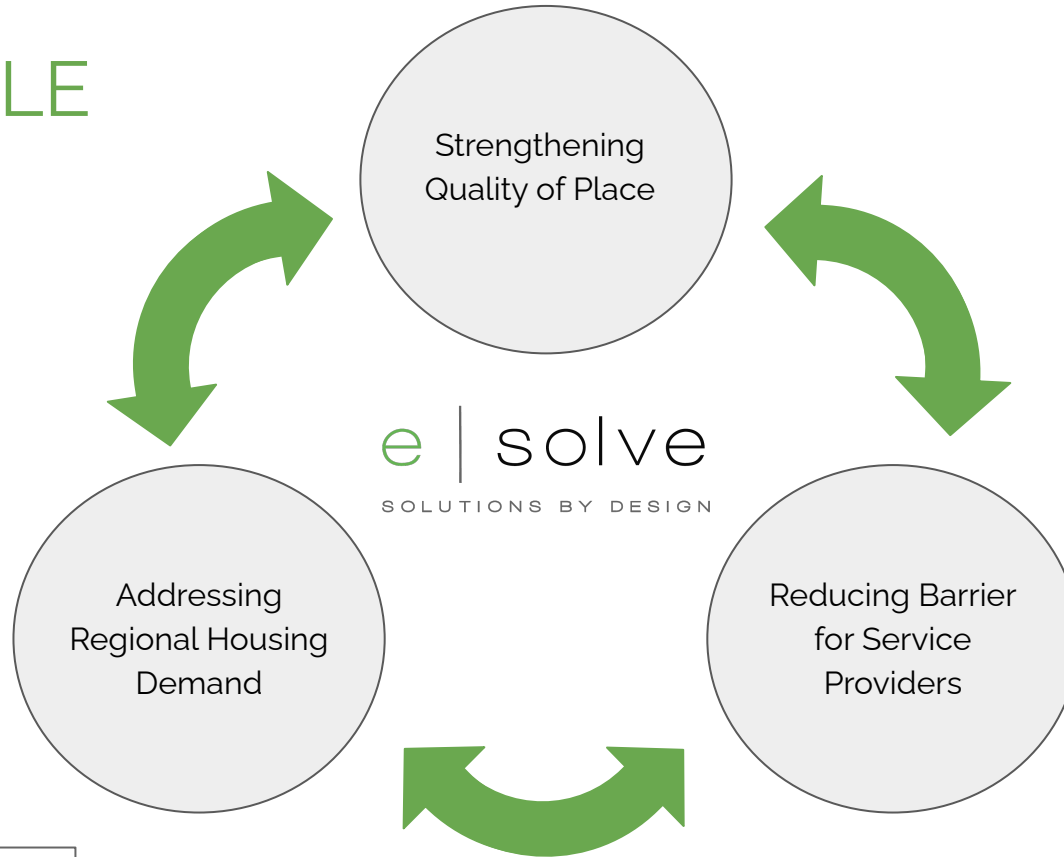 LE
Strengthening
Quality of Place
e | solve
SOLUTIONS BY DESIGN
Addressing
Regional Housing
Demand
Reducing Barrier
for Service
Providers